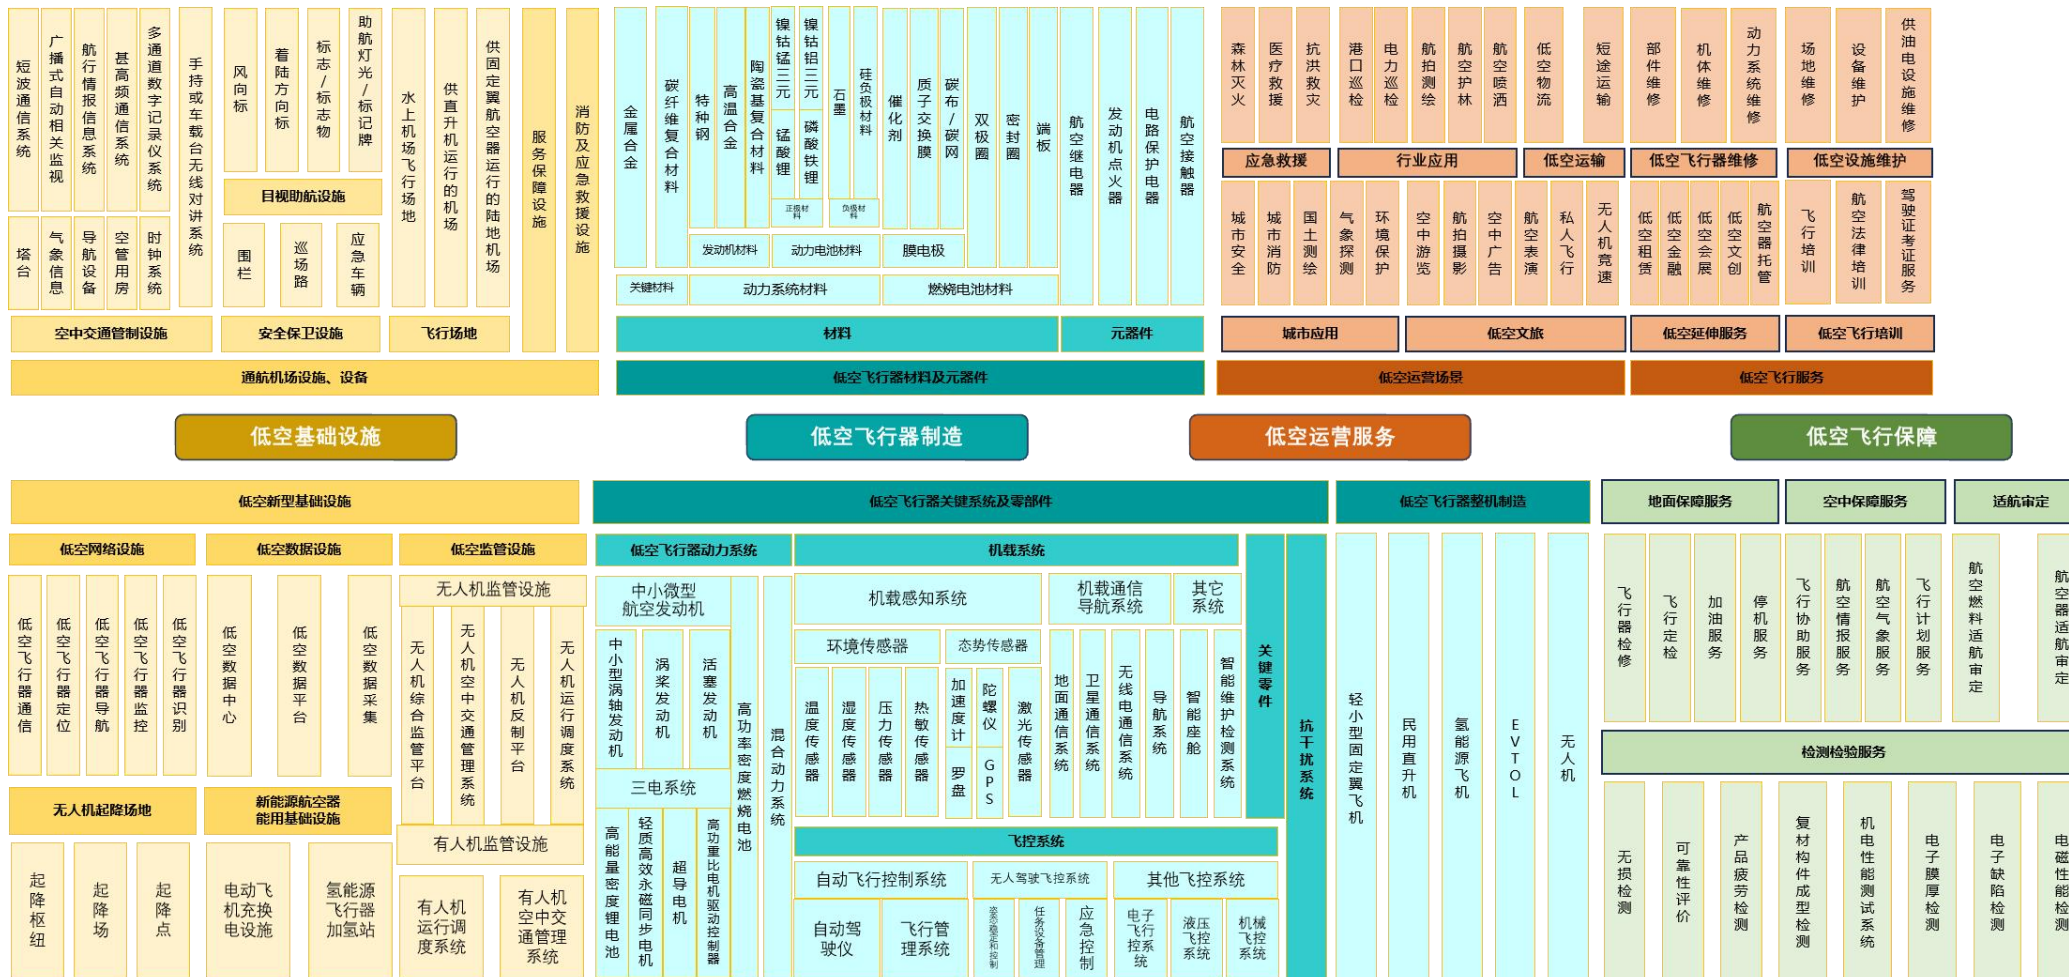 短波通信系统
广播式自动相关监视
航行情报信息系统
甚高频通信系统
多通道数字记录仪系统
手持或车载台无线对讲系统
风向标
着陆方向标
标志/标志物
助航灯光/标记牌
水上机场飞行场地
供直升机运行的机场
供固定翼航空器运行的陆地机场
服务保障设施
消防及应急救援设施
目视助航设施
塔台
气象信息
导航设备
空管用房
时钟系统
围栏
巡场路
应急车辆
空中交通管制设施
安全保卫设施
飞行场地
通航机场设施、设备
金属合金
碳纤维复合材料
特种钢
高温合金
陶瓷基复合材料
镍钴锰三元
镍钴铝三元
锰酸锂
磷酸铁锂
石墨
硅负极材料
催化剂
质子交换膜
碳布/碳网
双极圈
密封圈
端板
航空继电器
发动机点火器
电路保护电器
航空接触器
正极材料
负极材料
发动机材料
动力电池材料
膜电极
关键材料
动力系统材料
燃烧电池材料
材料
元器件
低空飞行器材料及元器件
森林灭火
医疗救援
抗洪救灾
港口巡检
电力巡检
航拍测绘
航空护林
航空喷洒
低空物流
短途运输
部件维修
机体维修
动力系统维修
场地维修
设备维护
供油电设施维修
应急救援
行业应用
低空运输
低空飞行器维修
低空设施维护
城市安全
城市消防
国土测绘
气象探测
环境保护
空中游览
航拍摄影
空中广告
航空表演
私人飞行
无人机竞速
低空租赁
低空金融
低空会展
低空文创
航空器托管
飞行培训
航空法律培训
驾驶证考证服务
城市应用
低空文旅
低空延伸服务
低空飞行培训
低空运营场景
低空飞行服务
低空基础设施
低空飞行器制造
低空运营服务
低空飞行保障
低空新型基础设施
低空网络设施
低空数据设施
低空监管设施
低空飞行器通信
低空飞行器定位
低空飞行器导航
低空飞行器监控
低空飞行器识别
低空数据中心
低空数据平台
低空数据采集
无人机监管设施
无人机综合监管平台
无人机空中交通管理系统
无人机反制平台
无人机运行调度系统
无人机起降场地
新能源航空器
能用基础设施
有人机监管设施
起降枢纽
起降场
起降点
电动飞
机充换
电设施
氢能源
飞行器
加氢站
有人机
运行调
度系统
有人机
空中交
通管理
系统
低空飞行器关键系统及零部件
低空飞行器整机制造
低空飞行器动力系统
机载系统
关键零件
抗干扰系统
中小微型
航空发动机
中小型涡轴发动机
涡桨发动机
活塞发动机
高功率密度燃烧电池
混合动力系统
三电系统
高能量密度锂电池
轻质高效永磁同步电机
超导电机
高功重比电机驱动控制器
机载感知系统
机载通信
导航系统
其它
系统
环境传感器
态势传感器
温度传感器
湿度传感器
压力传感器
热敏传感器
加速度计
罗盘
陀螺仪
GPS
激光传感器
地面通信系统
卫星通信系统
无线电通信系统
导航系统
智能座舱
智能维护检测系统
飞控系统
自动飞行控制系统
无人驾驶飞控系统
其他飞控系统
自动驾
驶仪
飞行管
理系统
姿态稳定和控制
任务设备管理
应急控制
电子
飞行
控系
统
液压
飞控
系统
机械
飞控
系统
轻小型固定翼飞机
民用直升机
氢能源飞机
EVTOL
无人机
地面保障服务
空中保障服务
适航审定
飞行器检修
飞行定检
加油服务
停机服务
飞行协助服务
航空情报服务
航空气象服务
飞行计划服务
航空燃料适航审定
航空器适航审定
检测检验服务
无损检测
可靠性评价
产品疲劳检测
复材构件成型检测
机电性能测试系统
电子膜厚检测
电子缺陷检测
电磁性能检测